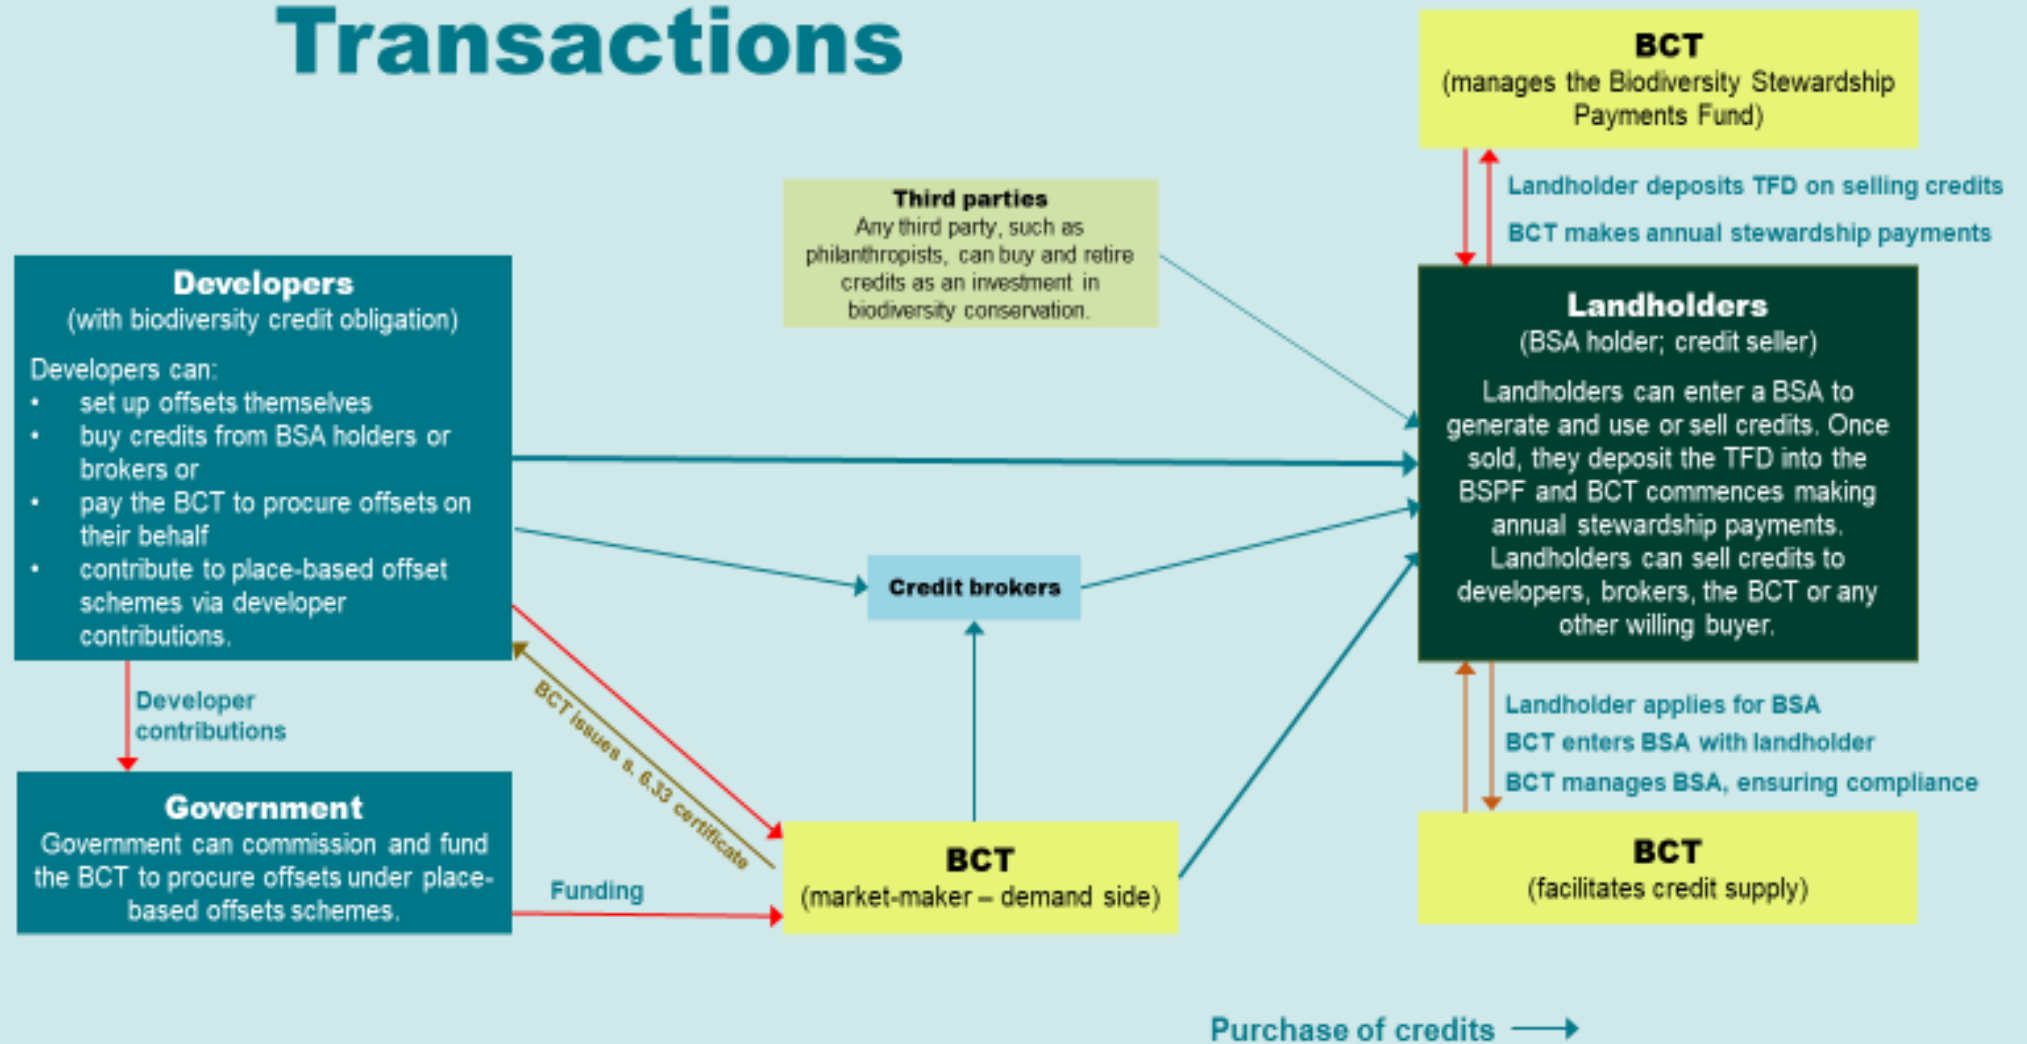 Transactions
BCT
(manages the Biodiversity Stewardship
Payments Fund)
Landholder deposits TFD on selling credits
BCT makes annual stewardship payments
Third parties
Any third party, such as
philanthropists, can buy and retire
credits as an investment in
biodiversity conservation.
Developers
(with biodiversity credit obligation)
Developers can:
• set up offsets themselves
• buy credits from BSA holders or
brokers or
• pay the BCT to procure offsets on
their behalf
• contribute to place-based offset
schemes via developer
contributions.
Landholders
(BSA holder; credit seller)
Landholders can enter a BSA to
generate and use or sell credits. Once
sold, they deposit the TFD into the
BSPF and BCT commences making
annual stewardship payments.
Landholders can sell credits to
developers, brokers, the BCT or any
other willing buyer.
Credit brokers
Developer
contributions
BCT issues s. 6.33 certificate
Landholder applies for BSA
BCT enters BSA with landholder
BCT manages BSA, ensuring compliance
Government
Government can commission and fund
the BCT to procure offsets under place-
based offsets schemes.
Funding
BCT
(market-maker – demand side)
BCT
(facilitates credit supply)
Purchase of credits